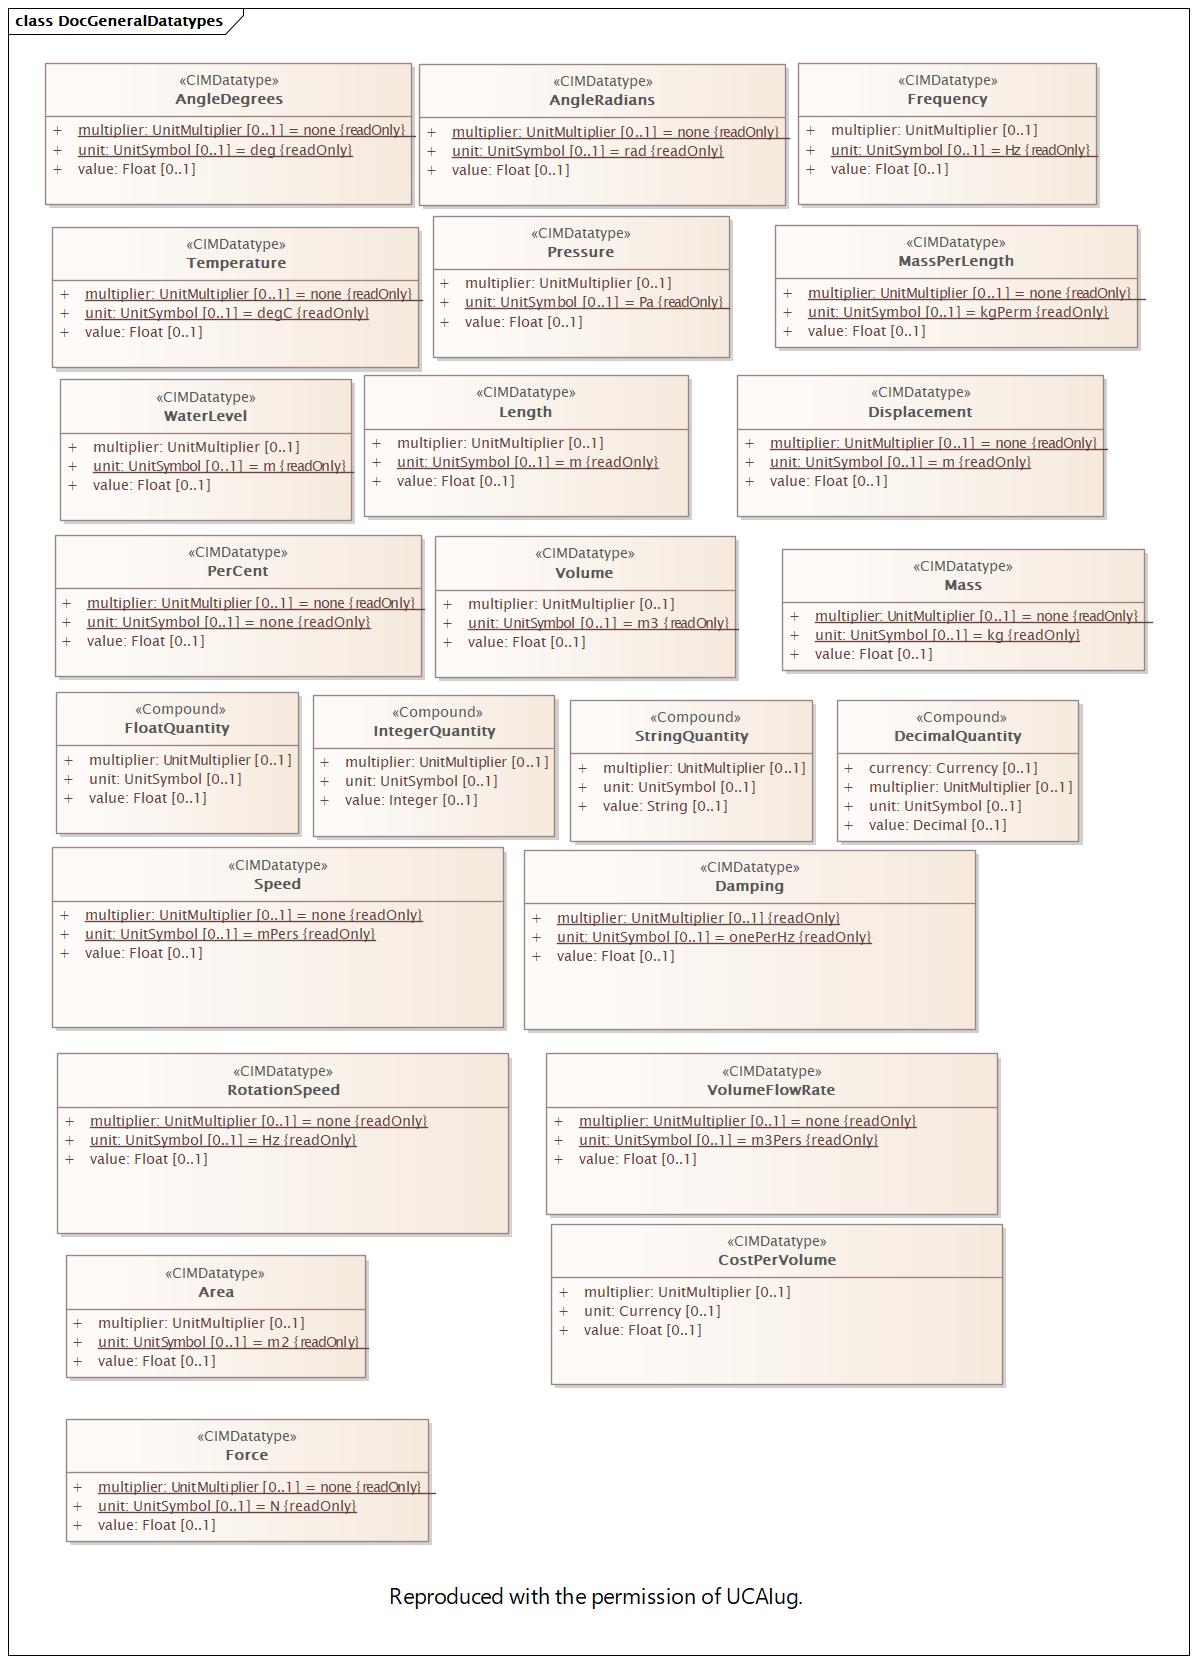 class DocGeneralDatatypes
«CIMDatatype»
AngleDegrees
+ multiplier: UnitMultiplier [0..1] = none {readOnly}
+ unit: UnitSymbol [0..1] = deg {readOnly}
+ value: Float [0..1]
«CIMDatatype»
AngleRadians
+ multiplier: UnitMultiplier [0..1] = none {readOnly}
+ unit: UnitSymbol [0..1] = rad {readOnly}
+ value: Float [0..1]
«CIMDatatype»
Frequency
+ multiplier: UnitMultiplier [0..1]
+ unit: UnitSymbol [0..1] = Hz {readOnly}
+ value: Float [0..1]
«CIMDatatype»
Temperature
+ multiplier: UnitMultiplier [0..1] = none {readOnly}
+ unit: UnitSymbol [0..1] = degC {readOnly}
+ value: Float [0..1]
«CIMDatatype»
Pressure
+ multiplier: UnitMultiplier [0..1]
+ unit: UnitSymbol [0..1] = Pa {readOnly}
+ value: Float [0..1]
«CIMDatatype»
MassPerLength
+ multiplier: UnitMultiplier [0..1] = none {readOnly}
+ unit: UnitSymbol [0..1] = kgPerm {readOnly}
+ value: Float [0..1]
«CIMDatatype»
WaterLevel
+ multiplier: UnitMultiplier [0..1]
+ unit: UnitSymbol [0..1] = m {readOnly}
+ value: Float [0..1]
«CIMDatatype»
Length
+ multiplier: UnitMultiplier [0..1]
+ unit: UnitSymbol [0..1] = m {readOnly}
+ value: Float [0..1]
«CIMDatatype»
Displacement
+ multiplier: UnitMultiplier [0..1] = none {readOnly}
+ unit: UnitSymbol [0..1] = m {readOnly}
+ value: Float [0..1]
«CIMDatatype»
PerCent
+ multiplier: UnitMultiplier [0..1] = none {readOnly}
+ unit: UnitSymbol [0..1] = none {readOnly}
+ value: Float [0..1]
«CIMDatatype»
Volume
+ multiplier: UnitMultiplier [0..1]
+ unit: UnitSymbol [0..1] = m3 {readOnly}
+ value: Float [0..1]
«CIMDatatype»
Mass
+ multiplier: UnitMultiplier [0..1] = none {readOnly}
+ unit: UnitSymbol [0..1] = kg {readOnly}
+ value: Float [0..1]
«Compound»
FloatQuantity
+ multiplier: UnitMultiplier [0..1]
+ unit: UnitSymbol [0..1]
+ value: Float [0..1]
«Compound»
IntegerQuantity
+ multiplier: UnitMultiplier [0..1]
+ unit: UnitSymbol [0..1]
+ value: Integer [0..1]
«Compound»
StringQuantity
+ multiplier: UnitMultiplier [0..1]
+ unit: UnitSymbol [0..1]
+ value: String [0..1]
«Compound»
DecimalQuantity
+ currency: Currency [0..1]
+ multiplier: UnitMultiplier [0..1]
+ unit: UnitSymbol [0..1]
+ value: Decimal [0..1]
«CIMDatatype»
Speed
+ multiplier: UnitMultiplier [0..1] = none {readOnly}
+ unit: UnitSymbol [0..1] = mPers {readOnly}
+ value: Float [0..1]
«CIMDatatype»
Damping
+ multiplier: UnitMultiplier [0..1] {readOnly}
+ unit: UnitSymbol [0..1] = onePerHz {readOnly}
+ value: Float [0..1]
«CIMDatatype»
RotationSpeed
+ multiplier: UnitMultiplier [0..1] = none {readOnly}
+ unit: UnitSymbol [0..1] = Hz {readOnly}
+ value: Float [0..1]
«CIMDatatype»
VolumeFlowRate
+ multiplier: UnitMultiplier [0..1] = none {readOnly}
+ unit: UnitSymbol [0..1] = m3Pers {readOnly}
+ value: Float [0..1]
«CIMDatatype»
Area
+ multiplier: UnitMultiplier [0..1]
+ unit: UnitSymbol [0..1] = m2 {readOnly}
+ value: Float [0..1]
«CIMDatatype»
CostPerVolume
+ multiplier: UnitMultiplier [0..1]
+ unit: Currency [0..1]
+ value: Float [0..1]
«CIMDatatype»
Force
+ multiplier: UnitMultiplier [0..1] = none {readOnly}
+ unit: UnitSymbol [0..1] = N {readOnly}
+ value: Float [0..1]
Reproduced with the permission of UCAIug.